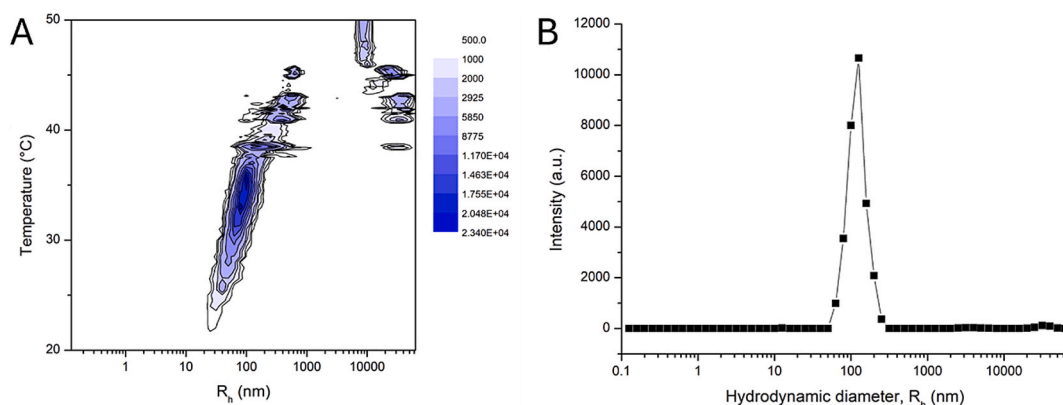 A
50
40
30
20
Temperature (°C)
1
10
100
1000
10000
R_h (nm)
500.0
1000
2000
2925
5850
8775
1.170E+04
1.463E+04
1.755E+04
2.048E+04
2.340E+04
B
12000
10000
8000
6000
4000
2000
0
Intensity (a.u.)
0.1
1
10
100
1000
10000
Hydrodynamic diameter, R_h (nm)